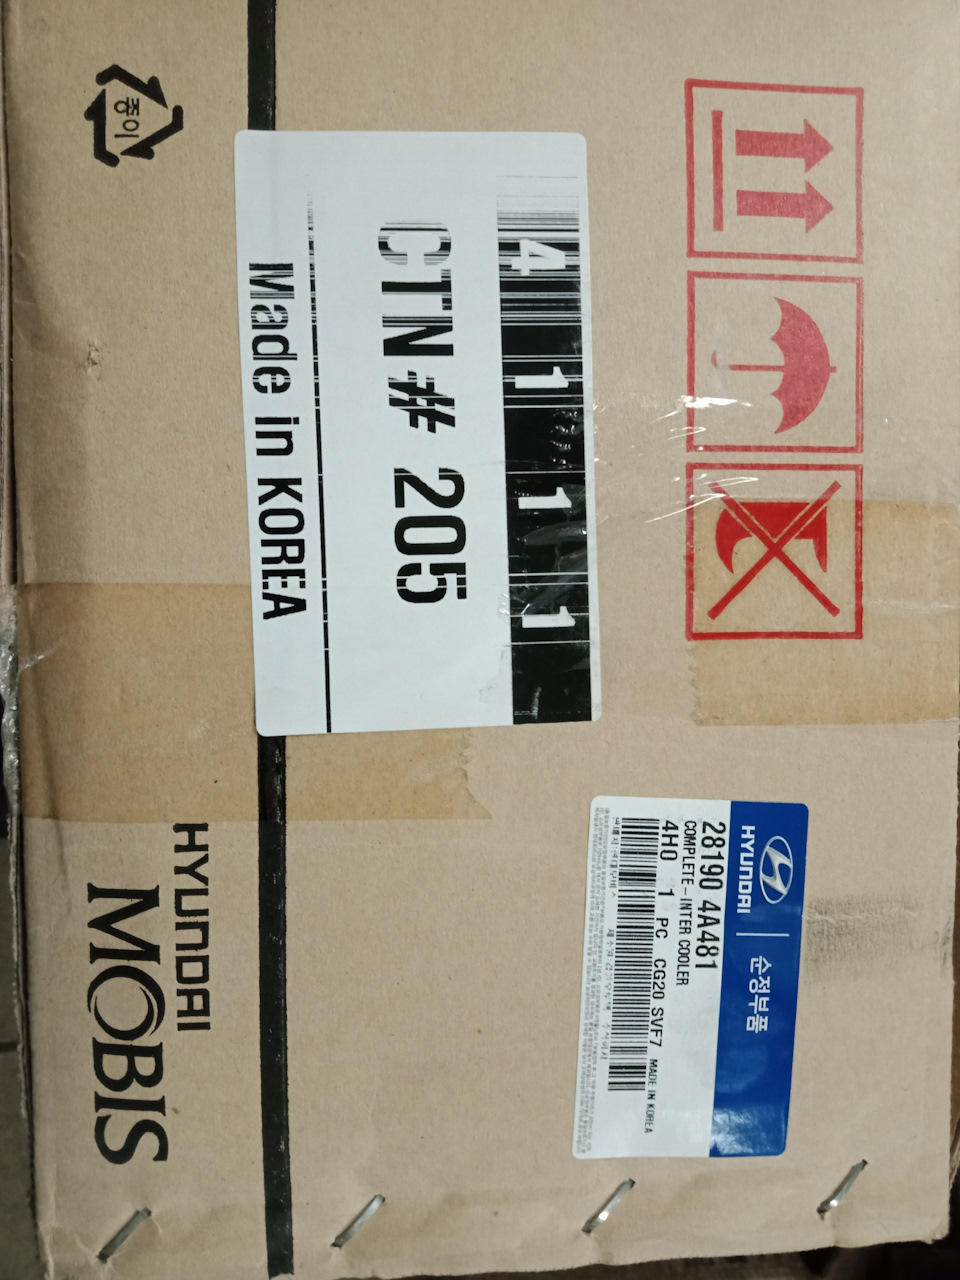 종이
4 1 1 1
CTN # 205
Made in KOREA
HYUNDAI
MOBIS
HYUNDAI 순정부품
28190 4A481
COMPLETE-INTER COOLER
4H0 1 PC CG20 SVF7 MADE IN KOREA